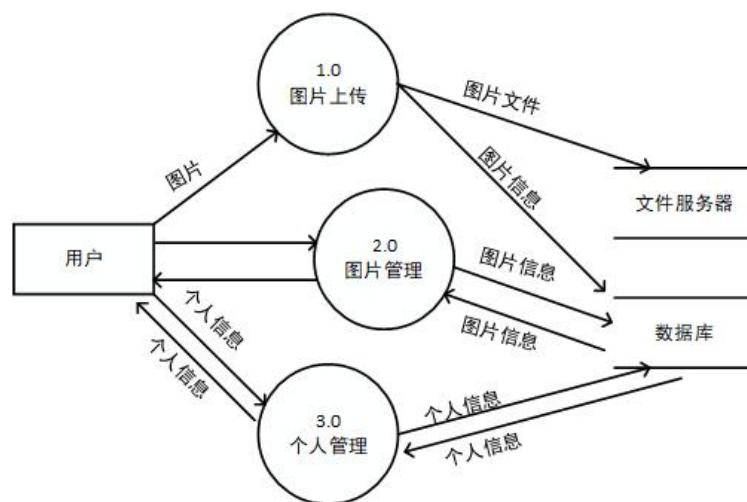 1.0
图片上传
图片文件
图片
图片信息
文件服务器
用户
2.0
图片管理
图片信息
图片信息
数据库
个人信息
个人信息
3.0
个人管理
个人信息
个人信息